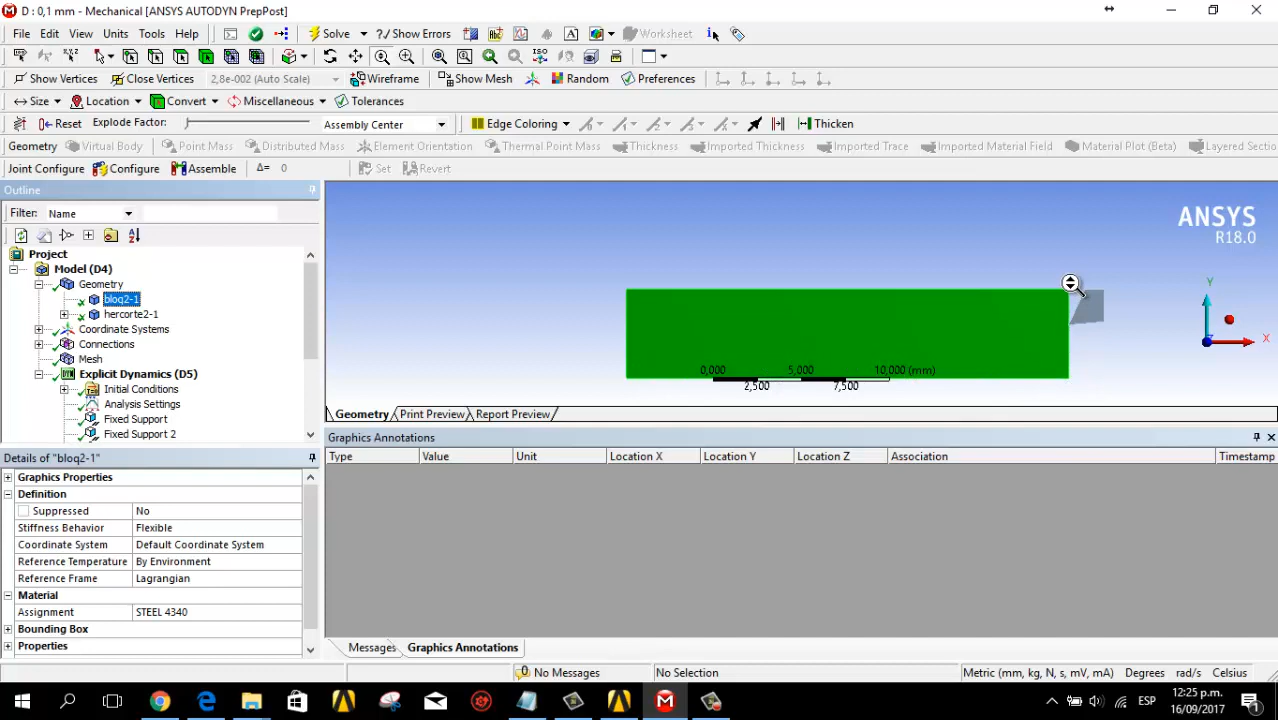 D : 0,1 mm - Mechanical [ANSYS AUTODYN PrepPost]
File Edit View Units Tools Help Solve ?/ Show Errors Worksheet
Show Vertices Close Vertices 2,8e-002 (Auto Scale) Wireframe Show Mesh Random Preferences
Size Location Convert Miscellaneous Tolerances
Reset Explode Factor: Assembly Center Edge Coloring Thicken
Geometry Virtual Body Point Mass Distributed Mass Element Orientation Thermal Point Mass Thickness Imported Thickness Imported Trace Imported Material Field Material Plot (Beta) Layered Sectio
Joint Configure Configure Assemble Δ= 0 Set Revert
Outline
Filter: Name
Project
Model (D4)
Geometry
bloq2-1
hercorte2-1
Coordinate Systems
Connections
Mesh
Explicit Dynamics (D5)
Initial Conditions
Analysis Settings
Fixed Support
Fixed Support 2
ANSYS
R18.0
Y
X
0,000 5,000 10,000 (mm)
2,500 7,500
Geometry Print Preview Report Preview
Details of "bloq2-1"
Graphics Properties
Definition
Suppressed No
Stiffness Behavior Flexible
Coordinate System Default Coordinate System
Reference Temperature By Environment
Reference Frame Lagrangian
Material
Assignment STEEL 4340
Bounding Box
Properties
Graphics Annotations
Type Value Unit Location X Location Y Location Z Association Timestamp
Messages Graphics Annotations
No Messages No Selection Metric (mm, kg, N, s, mV, mA) Degrees rad/s Celsius
ESP
12:25 p.m.
16/09/2017